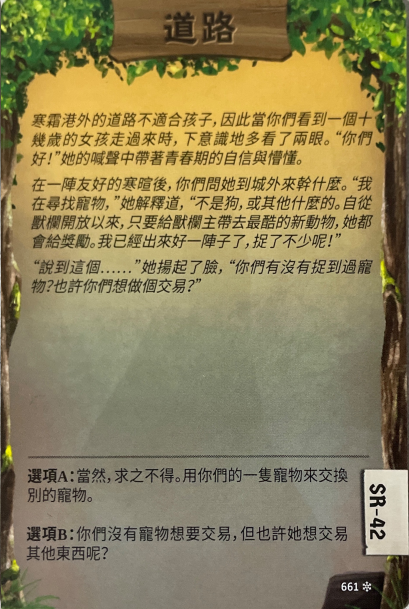 道路
寒霜港外的道路不適合孩子，因此當你們看到一個十
幾歲的女孩走過來時，下意識地多看了兩眼。“你們
好！”她的喊聲中帶著青春期的自信與懵懂。
在一陣友好的寒暄後，你們問她到城外來幹什麼。“我
在尋找寵物，”她解釋道，“不是狗，或其他什麼的。自從
獸欄開放以來，只要給獸欄主帶去最酷的新動物，她都
會給獎勵。我已經出來好一陣子了，捉了不少呢！”
“說到這個……”她揚起了臉，“你們有沒有捉到過寵
物？也許你們想做個交易？”
選項A：當然，求之不得。用你們的一隻寵物來交換
別的寵物。
選項B：你們沒有寵物想要交易，但也許她想交易
其他東西呢？
SR-42
661